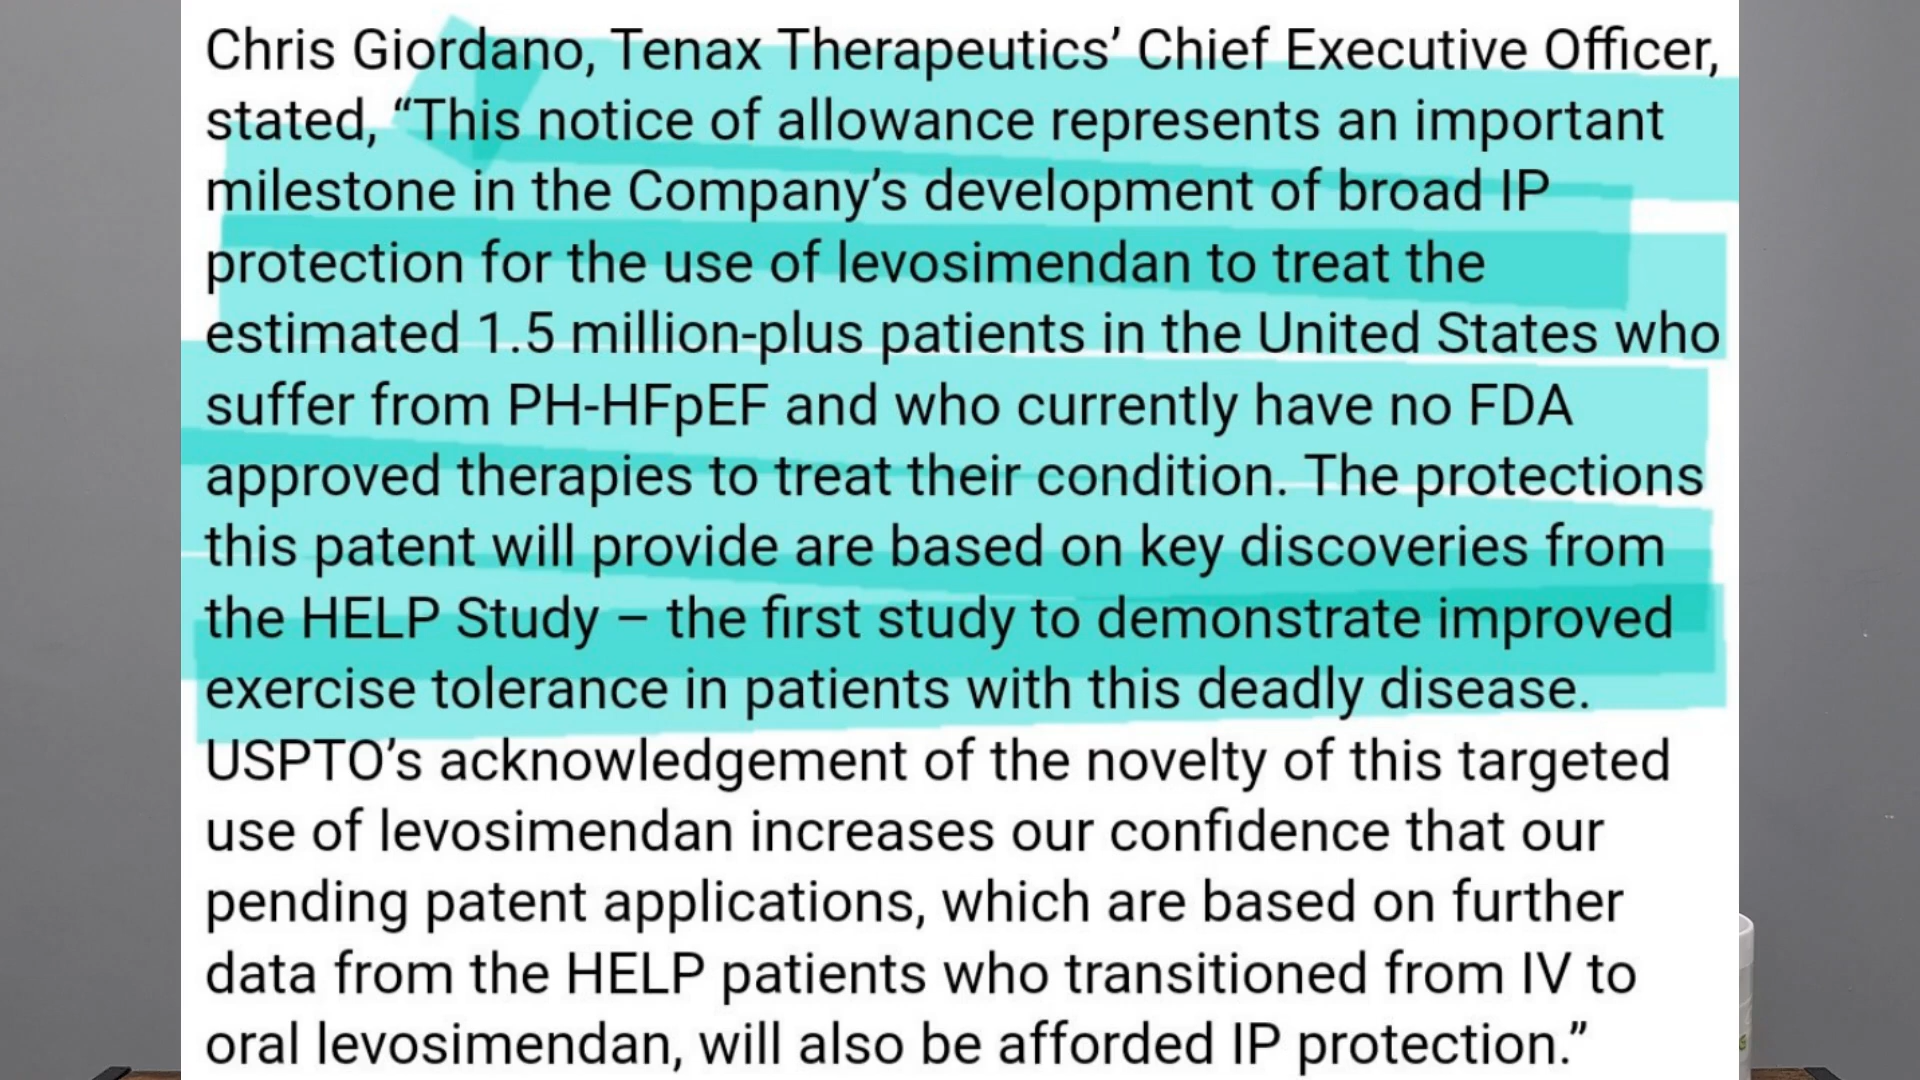 Chris Giordano, Tenax Therapeutics’ Chief Executive Officer,
stated, “This notice of allowance represents an important
milestone in the Company’s development of broad IP
protection for the use of levosimendan to treat the
estimated 1.5 million-plus patients in the United States who
suffer from PH-HFpEF and who currently have no FDA
approved therapies to treat their condition. The protections
this patent will provide are based on key discoveries from
the HELP Study – the first study to demonstrate improved
exercise tolerance in patients with this deadly disease.
USPTO’s acknowledgement of the novelty of this targeted
use of levosimendan increases our confidence that our
pending patent applications, which are based on further
data from the HELP patients who transitioned from IV to
oral levosimendan, will also be afforded IP protection.”